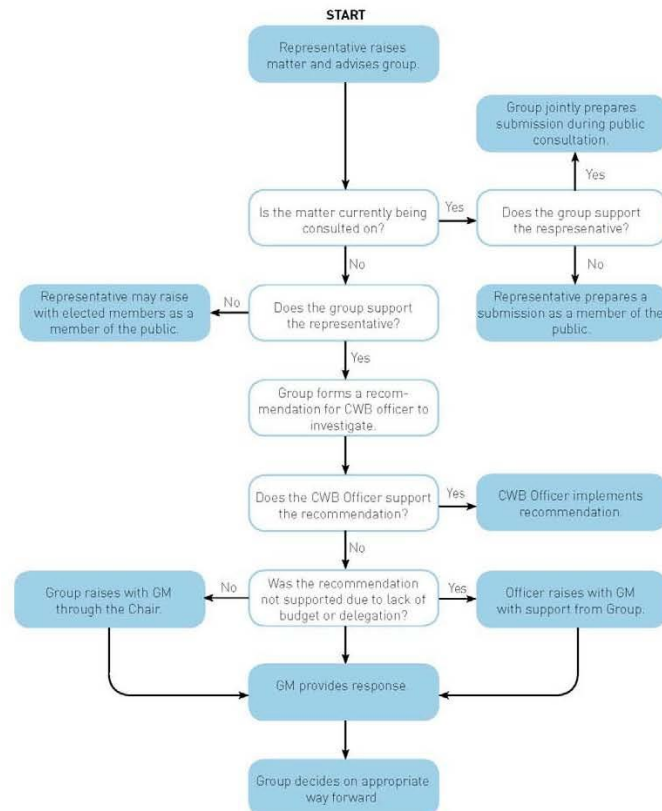 START
Representative raises
matter and advises group.
Group jointly prepares
submission during public
consultation.
Yes
Is the matter currently being
consulted on?
Yes
Does the group support
the respresenative?
No
No
Representative may raise
with elected members as a
member of the public.
No
Does the group support
the representative?
Representative prepares a
submission as a member of the
public.
Yes
Group forms a recom-
mendation for CWB officer to
investigate.
Does the CWB Officer support
the recommendation?
Yes
CWB Officer implements
recommendation.
No
Group raises with GM
through the Chair.
No
Was the recommendation
not supported due to lack of
budget or delegation?
Yes
Officer raises with GM
with support from Group.
GM provides response
Group decides on appropriate
way forward